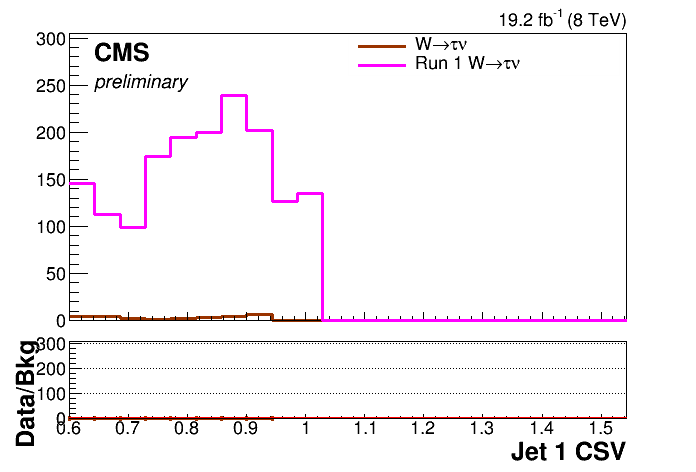 19.2 fb⁻¹ (8 TeV)
CMS
preliminary
W→τν
Run 1 W→τν
300
250
200
150
100
50
0
Data/Bkg
300
200
100
0
0.6 0.7 0.8 0.9 1 1.1 1.2 1.3 1.4 1.5
Jet 1 CSV